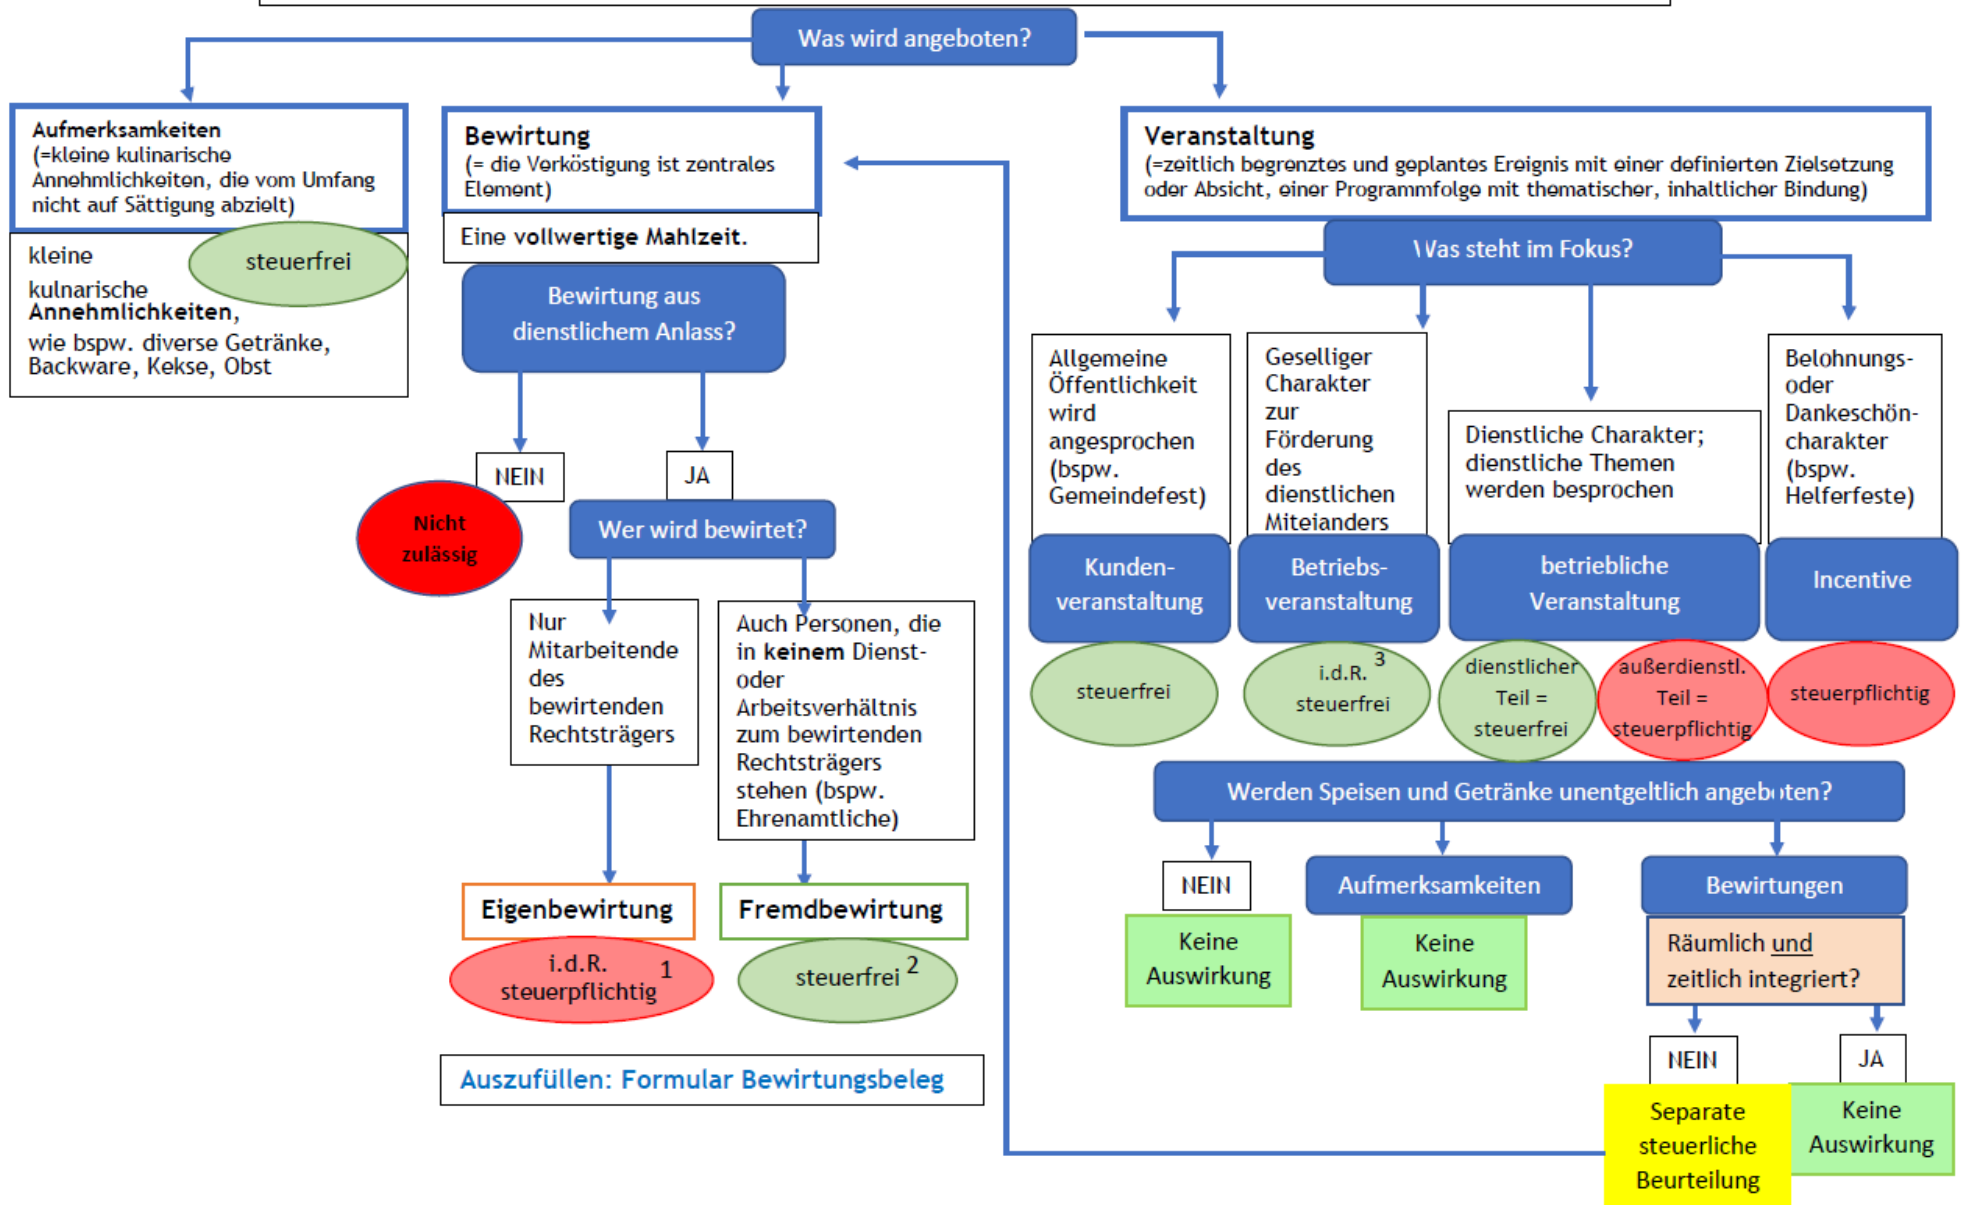 Was wird angeboten?
Aufmerksamkeiten
(=kleine kulinarische
Annehmlichkeiten, die vom Umfang
nicht auf Sättigung abzielt)
steuerfrei
kleine
kulnarische
Annehmlichkeiten,
wie bspw. diverse Getränke,
Backware, Kekse, Obst
Bewirtung
(= die Verköstigung ist zentrales
Element)
Eine vollwertige Mahlzeit.
Bewirtung aus
dienstlichem Anlass?
NEIN
JA
Nicht
zulässig
Wer wird bewirtet?
Nur
Mitarbeitende
des
bewirtenden
Rechtsträgers
Auch Personen, die
in keinem Dienst-
oder
Arbeitsverhältnis
zum bewirtenden
Rechtsträgers
stehen (bspw.
Ehrenamtliche)
Eigenbewirtung
Fremdbewirtung
i.d.R.
steuerpflichtig 1
steuerfrei 2
Auszufüllen: Formular Bewirtungsbeleg
Veranstaltung
(=zeitlich begrenztes und geplantes Ereignis mit einer definierten Zielsetzung
oder Absicht, einer Programmfolge mit thematischer, inhaltlicher Bindung)
Was steht im Fokus?
Allgemeine
Öffentlichkeit
wird
angesprochen
(bspw.
Gemeindefest)
Geselliger
Charakter
zur
Förderung
des
dienstlichen
Miteianders
Dienstliche Charakter;
dienstliche Themen
werden besprochen
Belohnungs-
oder
Dankeschön-
charakter
(bspw.
Helferfeste)
Kunden-
veranstaltung
Betriebs-
veranstaltung
betriebliche
Veranstaltung
Incentive
steuerfrei
i.d.R. 3
steuerfrei
dienstlicher
Teil =
steuerfrei
außerdienstl.
Teil =
steuerpflichtig
steuerpflichtig
Werden Speisen und Getränke unentgeltlich angeboten?
NEIN
Aufmerksamkeiten
Bewirtungen
Keine
Auswirkung
Keine
Auswirkung
Räumlich und
zeitlich integriert?
NEIN
JA
Separate
steuerliche
Beurteilung
Keine
Auswirkung